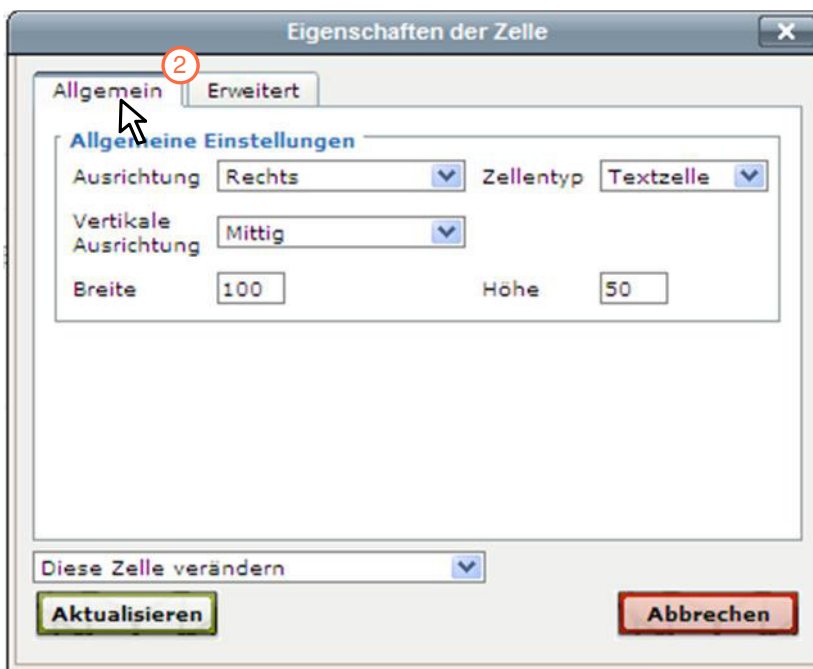 Eigenschaften der Zelle
2
Allgemein Erweitert
Allgemeine Einstellungen
Ausrichtung Rechts Zellentyp Textzelle
Vertikale
Ausrichtung Mittig
Breite 100 Höhe 50
Diese Zelle verändern
Aktualisieren Abbrechen